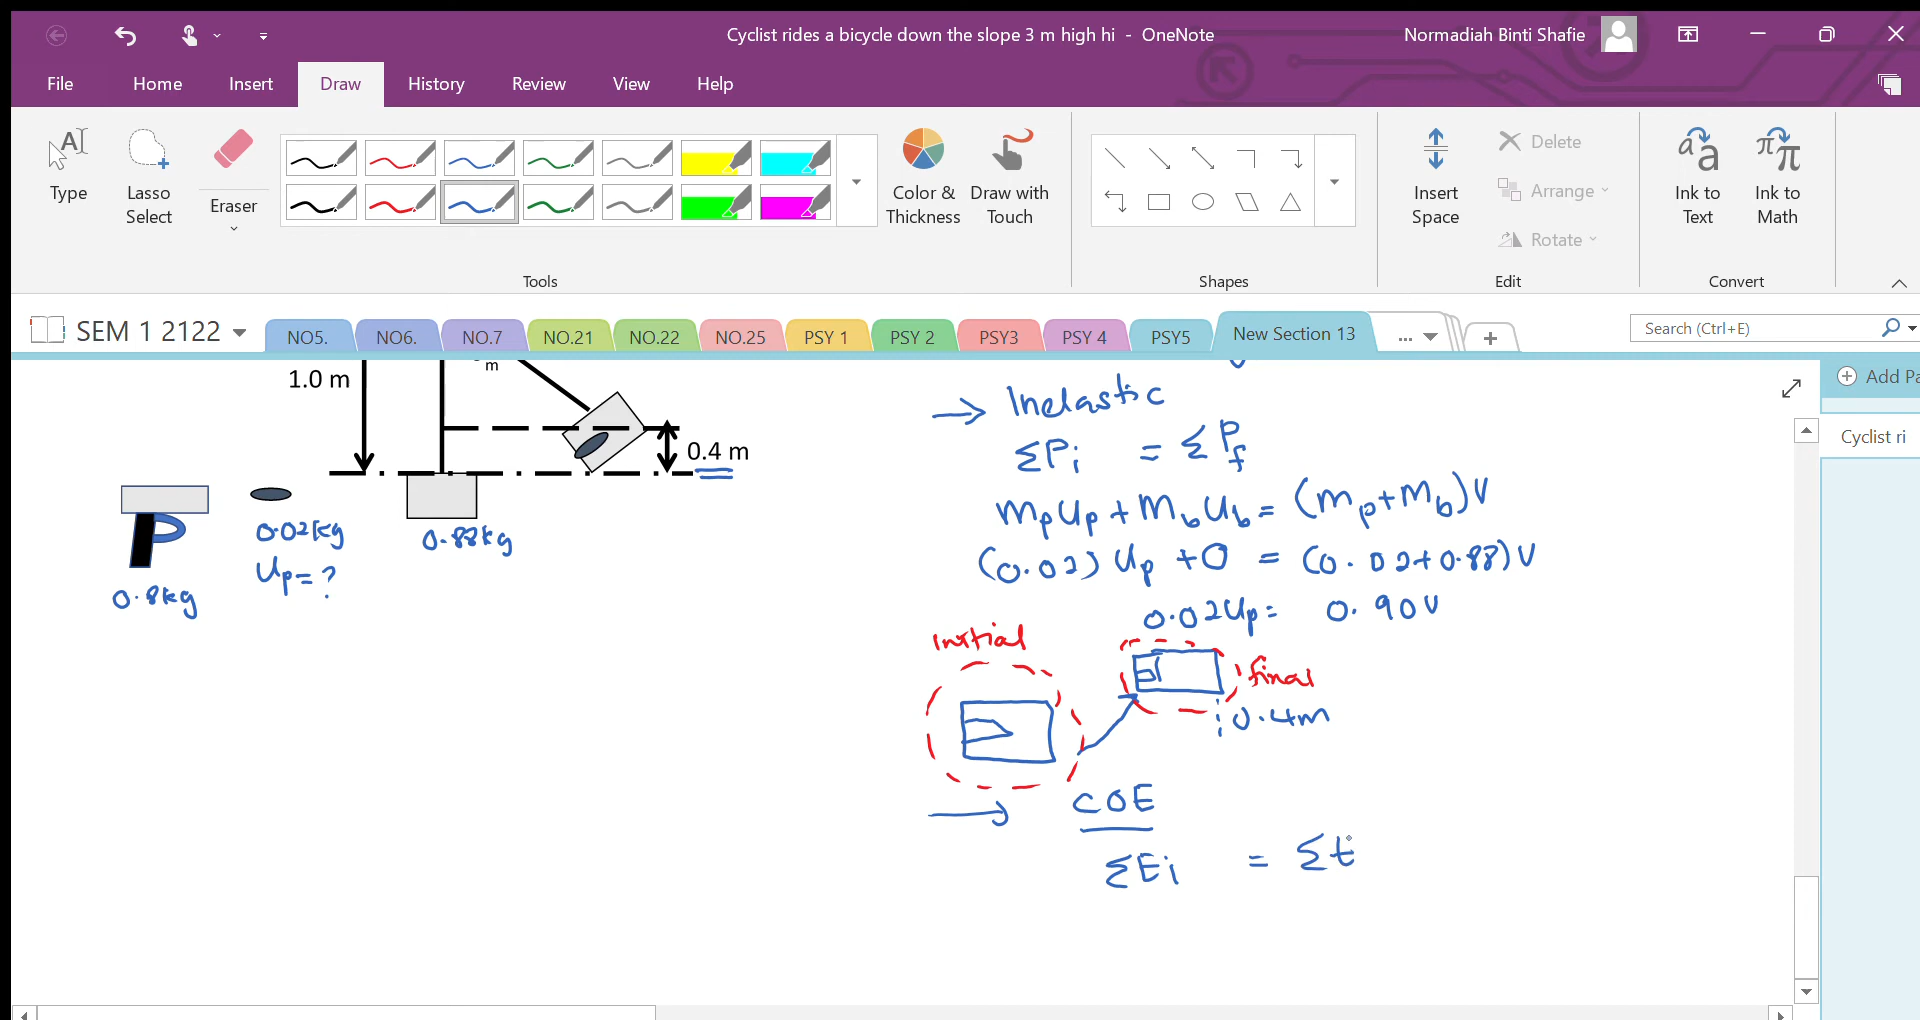 Cyclist rides a bicycle down the slope 3 m high hi - OneNote
Normadiah Binti Shafie
File Home Insert Draw History Review View Help
Type
Lasso Select
Eraser
Color & Thickness
Draw with Touch
Insert Space
Delete
Arrange
Rotate
Ink to Text
Ink to Math
Tools
Shapes
Edit
Convert
SEM 1 2122
NO5. NO6. NO.7 NO.21 NO.22 NO.25 PSY 1 PSY 2 PSY3 PSY 4 PSY5 New Section 13 ...
Search (Ctrl+E)
Add Pa
Cyclist ri
1.0 m
m
0.4 m
0.02kg
Up = ?
0.88kg
0.8kg
→ Inelastic
ΣPi = ΣPf
mpUp + mbUb = (mp+mb)V
(0.02) Up + 0 = (0.02+0.88)V
0.02Up = 0.90V
initial
final
0.4m
COE
ΣEi = Σt